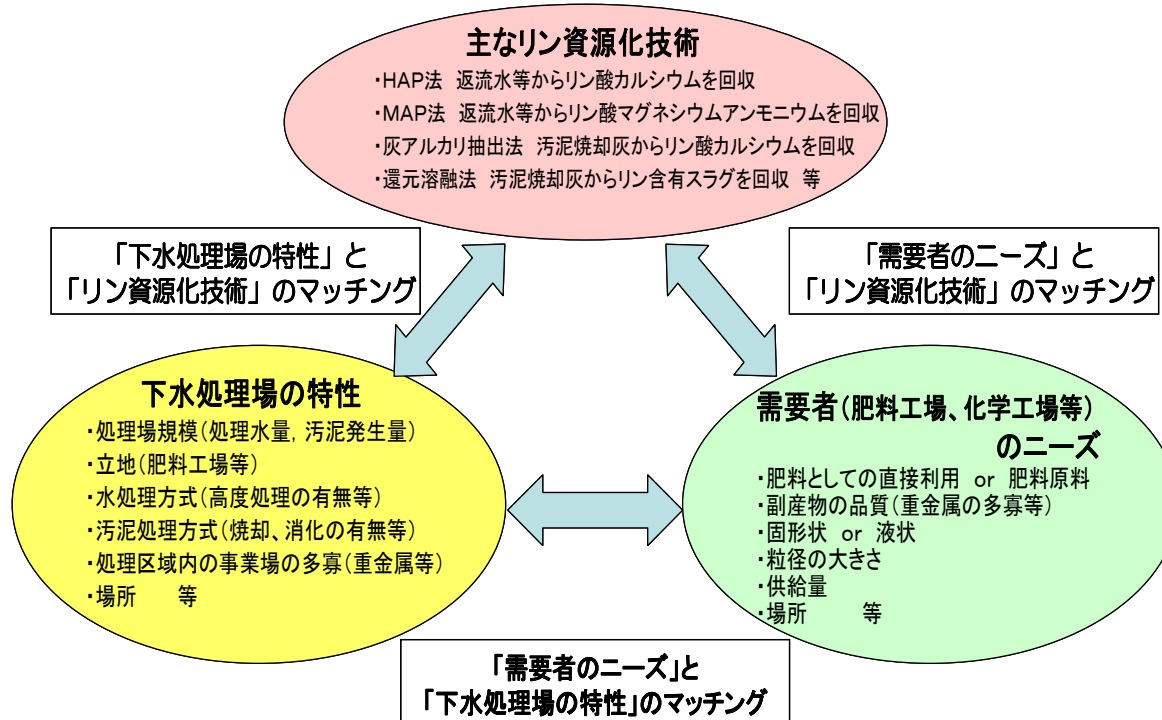 主なリン資源化技術
・HAP法 返流水等からリン酸カルシウムを回収
・MAP法 返流水等からリン酸マグネシウムアンモニウムを回収
・灰アルカリ抽出法 汚泥焼却灰からリン酸カルシウムを回収
・還元溶融法 汚泥焼却灰からリン含有スラグを回収 等
「下水処理場の特性」と
「リン資源化技術」のマッチング
「需要者のニーズ」と
「リン資源化技術」のマッチング
下水処理場の特性
・処理場規模(処理水量, 汚泥発生量)
・立地(肥料工場等)
・水処理方式(高度処理の有無等)
・汚泥処理方式(焼却、消化の有無等)
・処理区域内の事業場の多寡(重金属等)
・場所 等
需要者(肥料工場、化学工場等)
のニーズ
・肥料としての直接利用 or 肥料原料
・副産物の品質(重金属の多寡等)
・固形状 or 液状
・粒径の大きさ
・供給量
・場所 等
「需要者のニーズ」と
「下水処理場の特性」のマッチング